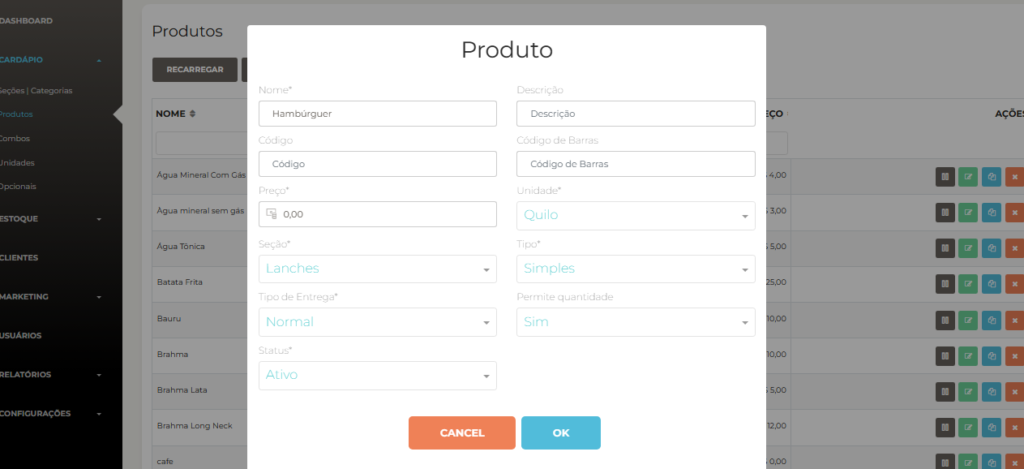 DASHBOARD
CARDÁPIO
Seções | Categorias
Produtos
Combos
Unidades
Opcionais
ESTOQUE
CLIENTES
MARKETING
USUÁRIOS
RELATÓRIOS
CONFIGURAÇÕES
Produtos
RECARREGAR
NOME
AÇÕES
Água Mineral Com Gás
4,00
Àgua mineral sem gás
3,00
Água Tônica
5,00
Batata Frita
25,00
Bauru
10,00
Brahma
10,00
Brahma Lata
5,00
Brahma Long Neck
12,00
cafe
0,00
Produto
Nome*
Descrição
Hambúrguer
Descrição
Código
Código de Barras
Código
Código de Barras
Preço*
Unidade*
0,00
Quilo
Seção*
Tipo*
Lanches
Simples
Tipo de Entrega*
Permite quantidade
Normal
Sim
Status*
Ativo
CANCEL
OK